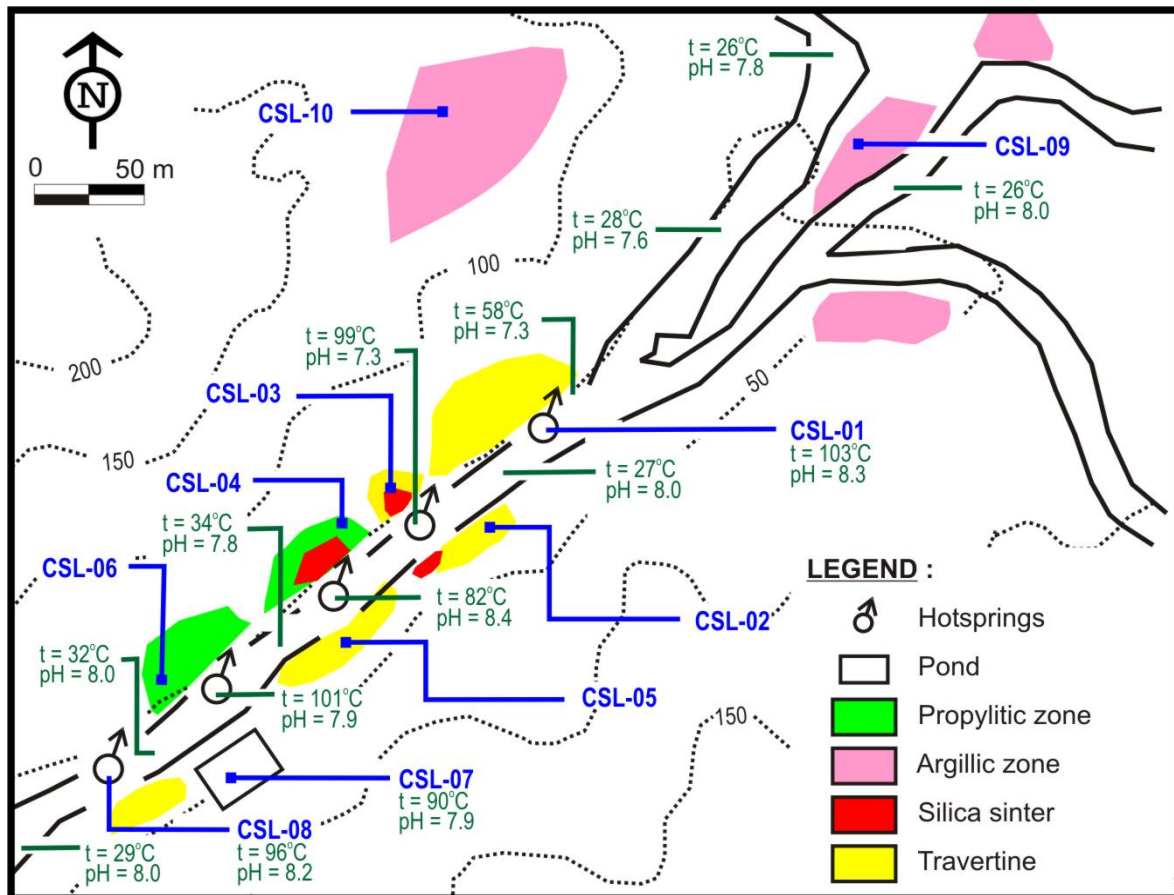 t = 26°C
pH = 7.8
N
CSL-10
CSL-09
0 50 m
t = 26°C
pH = 8.0
t = 28°C
pH = 7.6
100
t = 58°C
pH = 7.3
t = 99°C
pH = 7.3
200
50
CSL-03
CSL-01
t = 103°C
pH = 8.3
150
CSL-04
t = 27°C
pH = 8.0
t = 34°C
pH = 7.8
CSL-06
LEGEND :
t = 82°C
pH = 8.4
CSL-02
Hotsprings
t = 32°C
pH = 8.0
Pond
t = 101°C
pH = 7.9
CSL-05
150
Propylitic zone
Argillic zone
CSL-07
t = 90°C
pH = 7.9
Silica sinter
CSL-08
t = 96°C
pH = 8.2
t = 29°C
pH = 8.0
Travertine